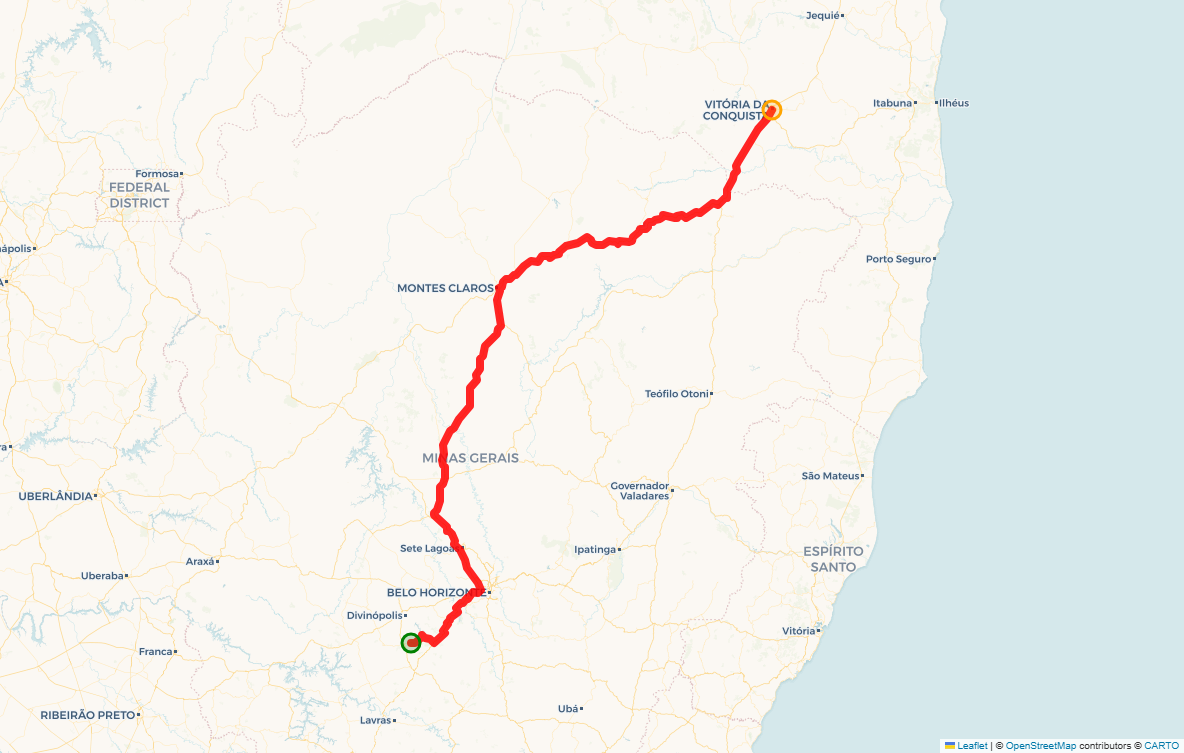 Jequié
VITÓRIA DA
CONQUIST
Itabuna
Ilhéus
Formosa
FEDERAL
DISTRICT
ápolis
Porto Seguro
A
MONTES CLAROS
Teófilo Otoni
a
MINAS GERAIS
São Mateus
Governador
Valadares
UBERLÂNDIA
Sete Lagoas
Ipatinga
ESPÍRITO
SANTO
Araxá
Uberaba
BELO HORIZONTE
Divinópolis
Vitória
Franca
Ubá
RIBEIRÃO PRETO
Lavras
Leaflet | © OpenStreetMap contributors © CARTO